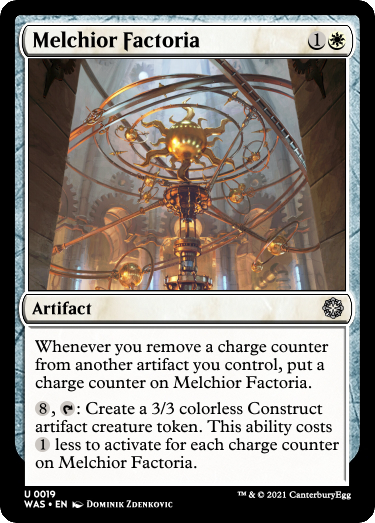 Melchior Factoria 1
Artifact
Whenever you remove a charge counter
from another artifact you control, put a
charge counter on Melchior Factoria.
8, : Create a 3/3 colorless Construct
artifact creature token. This ability costs
1 less to activate for each charge counter
on Melchior Factoria.
U 0019
WAS • EN DOMINIK ZDENKOVIC
™ & © 2021 CanterburyEgg